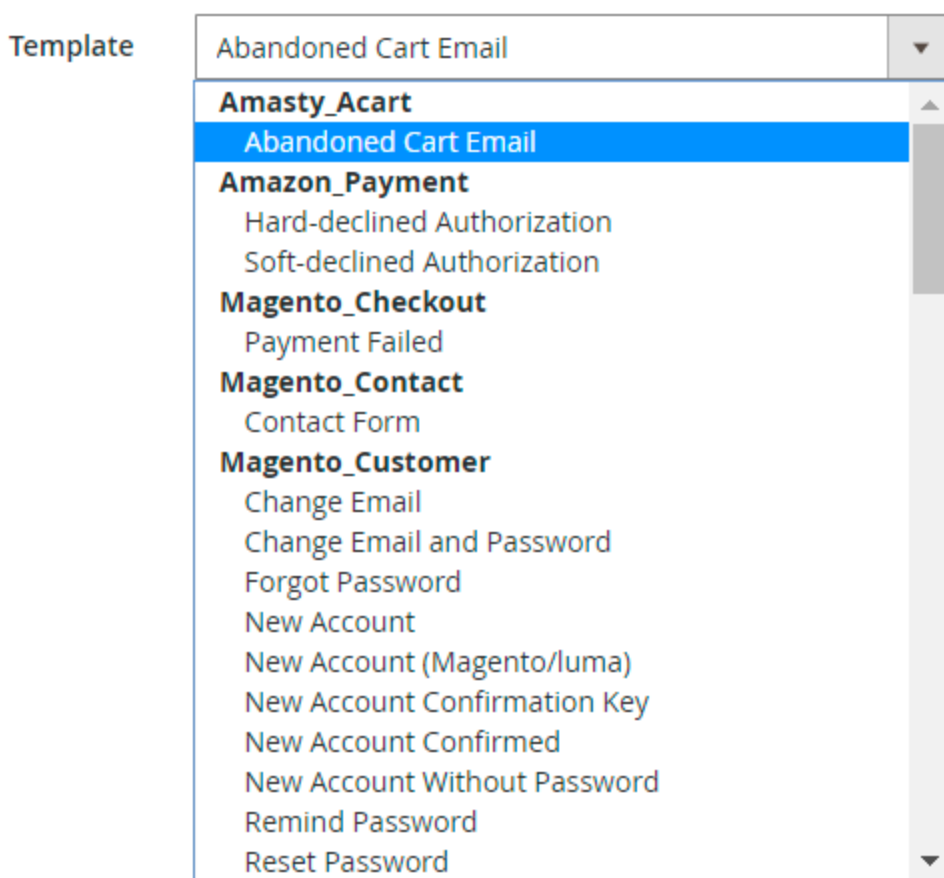 Template
Abandoned Cart Email
Amasty_Acart
Abandoned Cart Email
Amazon_Payment
Hard-declined Authorization
Soft-declined Authorization
Magento_Checkout
Payment Failed
Magento_Contact
Contact Form
Magento_Customer
Change Email
Change Email and Password
Forgot Password
New Account
New Account (Magento/luma)
New Account Confirmation Key
New Account Confirmed
New Account Without Password
Remind Password
Reset Password